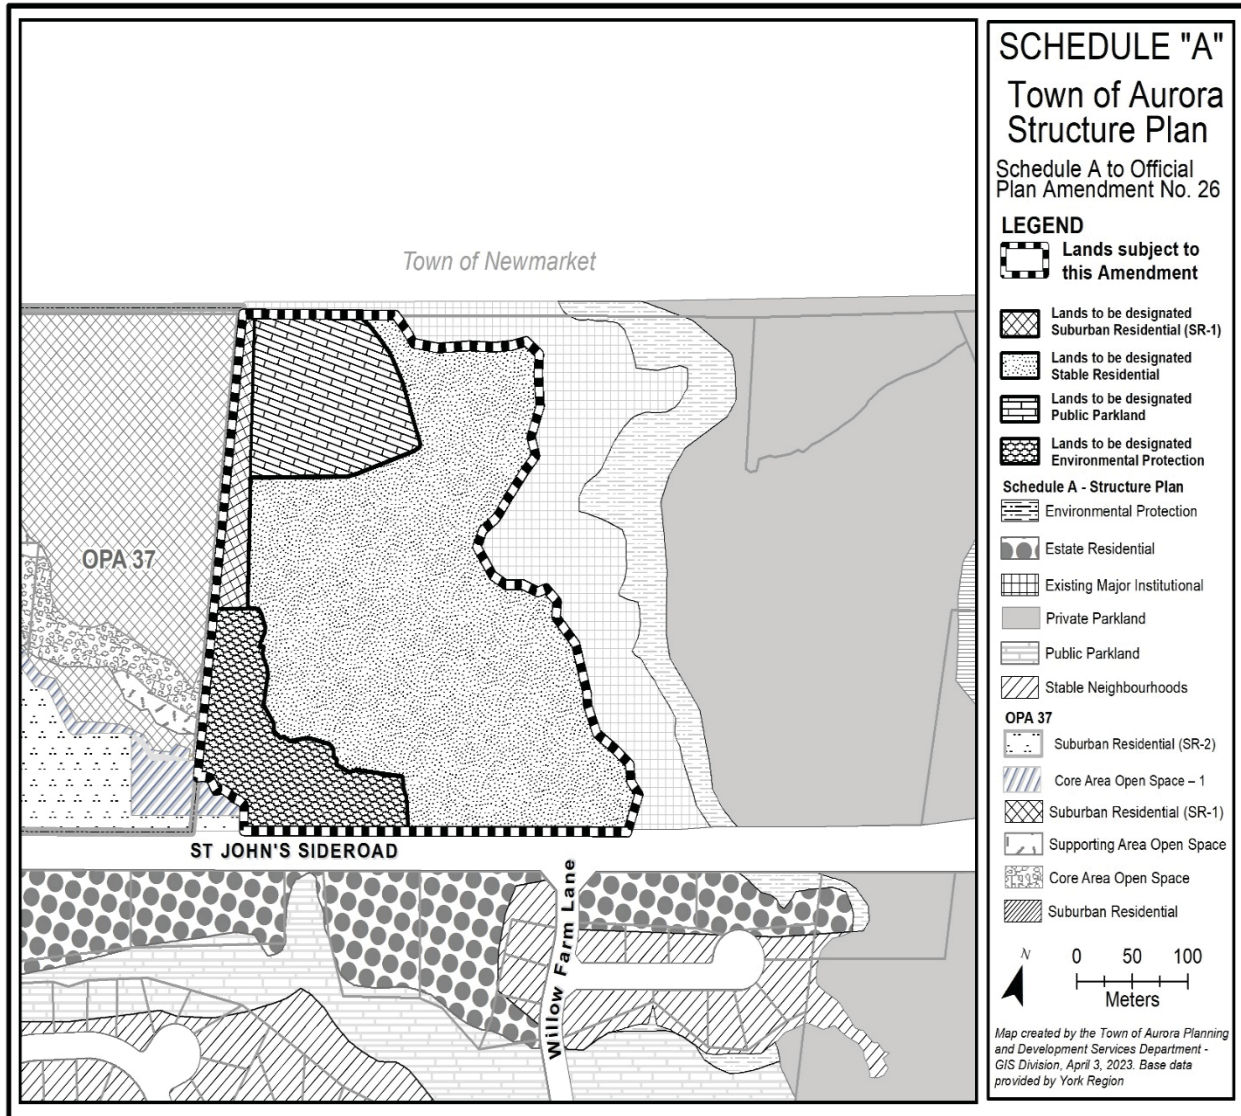 SCHEDULE "A"
Town of Aurora
Structure Plan
Schedule A to Official
Plan Amendment No. 26
LEGEND
Lands subject to
this Amendment
Lands to be designated
Suburban Residential (SR-1)
Lands to be designated
Stable Residential
Lands to be designated
Public Parkland
Lands to be designated
Environmental Protection
Schedule A - Structure Plan
Environmental Protection
Estate Residential
Existing Major Institutional
Private Parkland
Public Parkland
Stable Neighbourhoods
OPA 37
Suburban Residential (SR-2)
Core Area Open Space – 1
Suburban Residential (SR-1)
Supporting Area Open Space
Core Area Open Space
Suburban Residential
N
0 50 100
Meters
Map created by the Town of Aurora Planning
and Development Services Department -
GIS Division, April 3, 2023. Base data
provided by York Region
Town of Newmarket
OPA 37
ST JOHN'S SIDEROAD
Willow Farm Lane